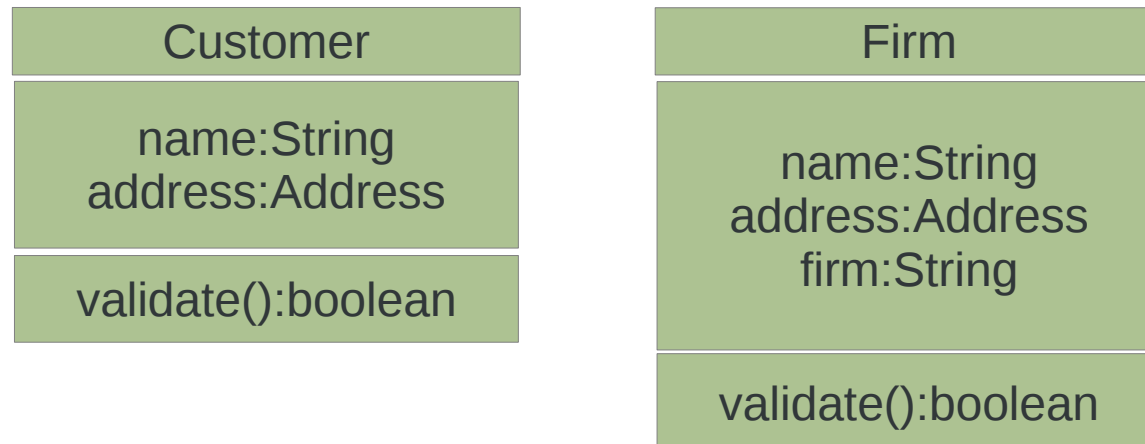 Customer
name:String
address:Address
validate():boolean
Firm
name:String
address:Address
firm:String
validate():boolean